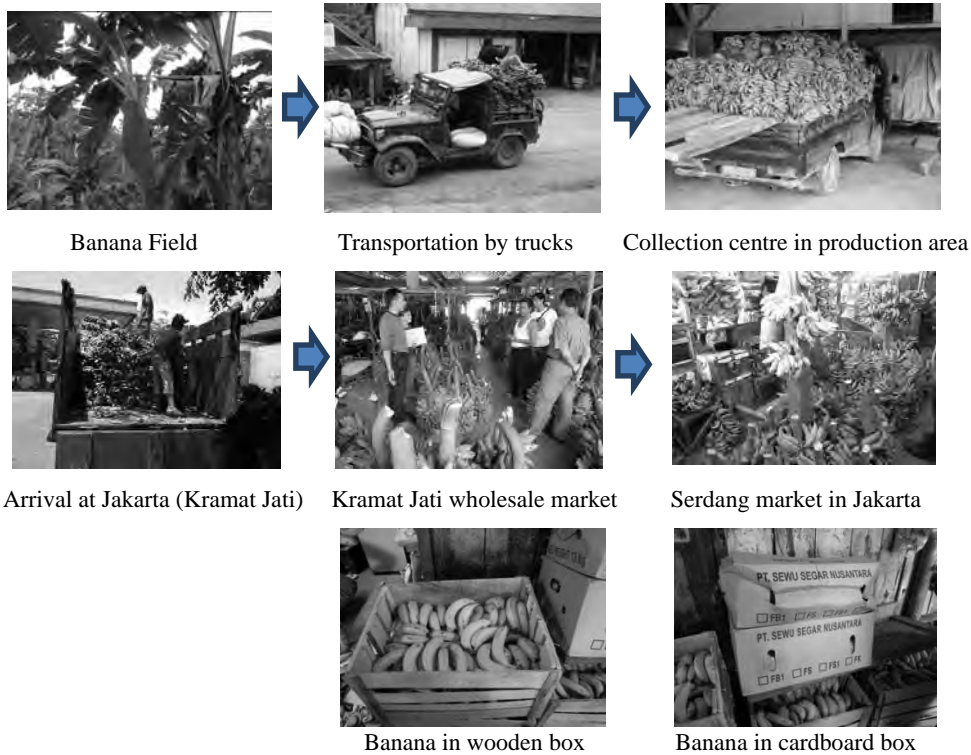 Banana Field
Transportation by trucks
Collection centre in production area
Arrival at Jakarta (Kramat Jati)
Kramat Jati wholesale market
Serdang market in Jakarta
PT. SEWU SEGAR NUSANTARA
FB1 FS
PT. SEWU SEGAR NUSANTARA
FB1 FS FS1 FR
Banana in wooden box
Banana in cardboard box